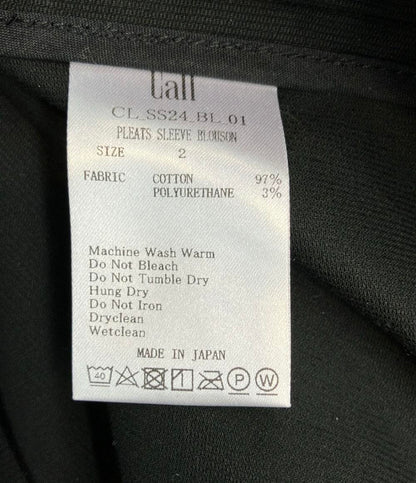 CL_SS24_BL_01
PLEATS SLEEVE BLOUSON
SIZE 2
FABRIC COTTON 97%
POLYURETHANE 3%
Machine Wash Warm
Do Not Bleach
Do Not Tumble Dry
Hung Dry
Do Not Iron
Dryclean
Wetclean
MADE IN JAPAN
40 P W